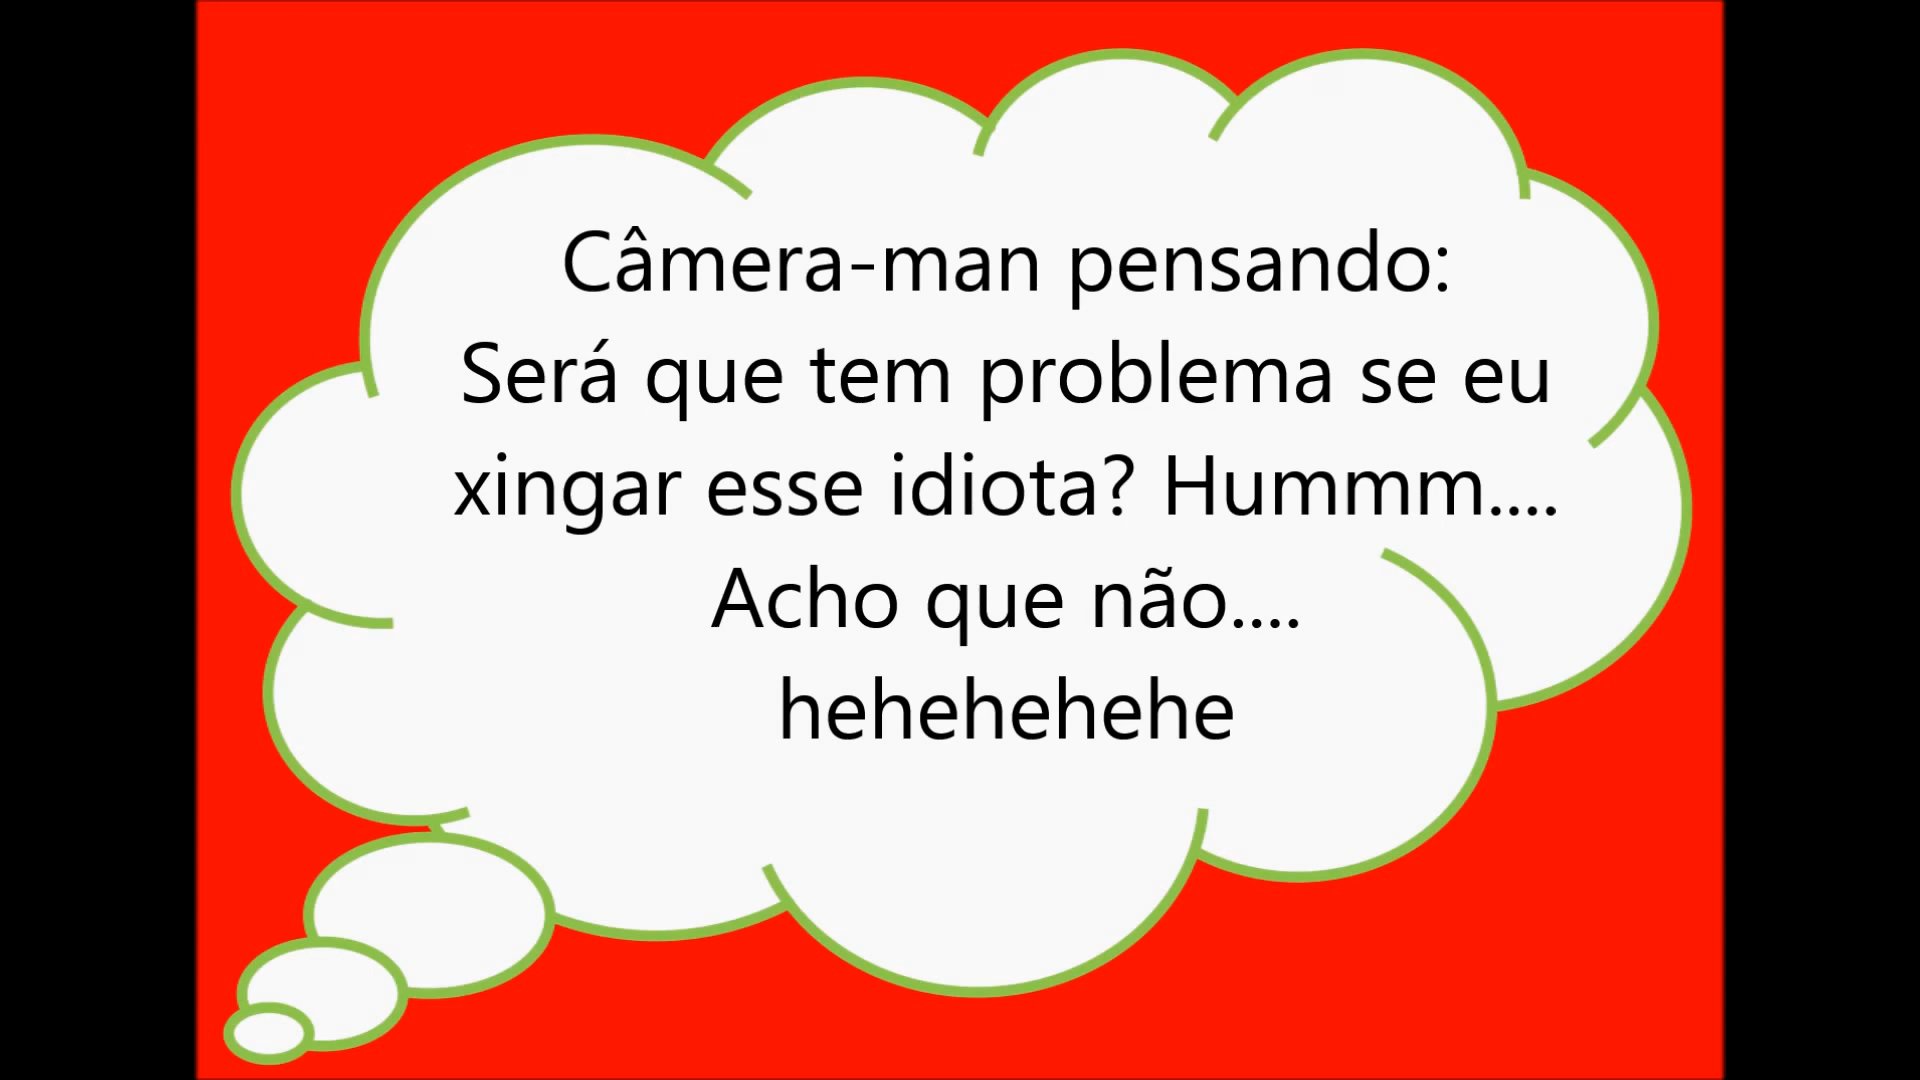 Câmera-man pensando:
Será que tem problema se eu
xingar esse idiota? Hummm....
Acho que não....
hehehehehe